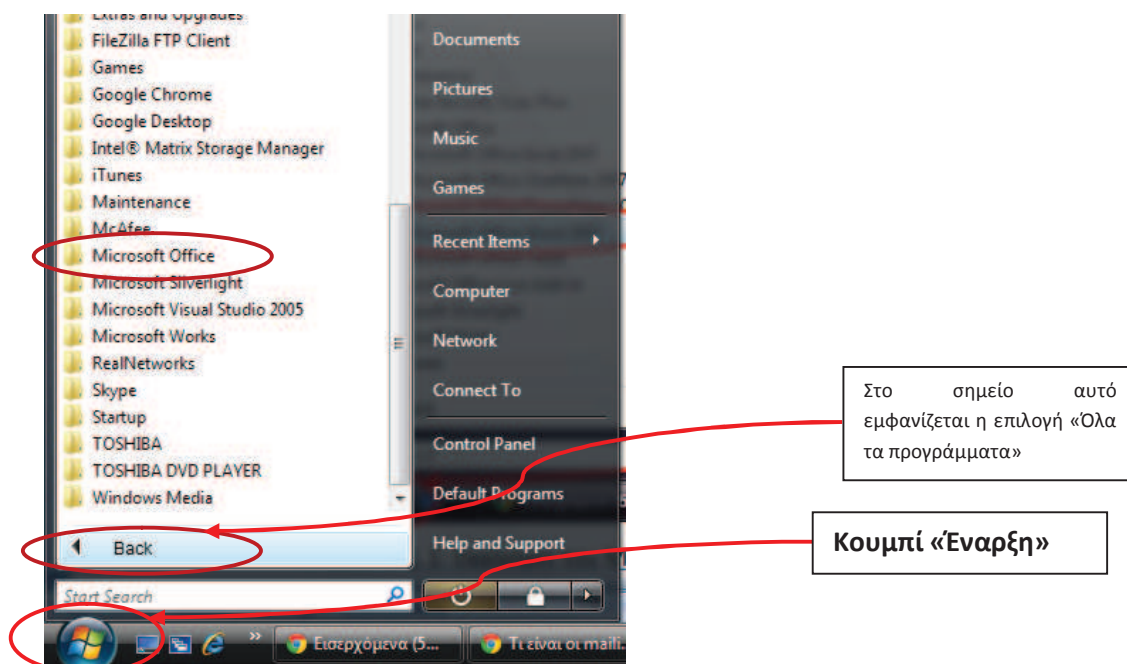 Extras and Upgrades
FileZilla FTP Client
Games
Google Chrome
Google Desktop
Intel® Matrix Storage Manager
iTunes
Maintenance
McAfee
Microsoft Office
Microsoft Silverlight
Microsoft Visual Studio 2005
Microsoft Works
RealNetworks
Skype
Startup
TOSHIBA
TOSHIBA DVD PLAYER
Windows Media
Back
Start Search
Documents
Pictures
Music
Games
Recent Items
Computer
Network
Connect To
Control Panel
Default Programs
Help and Support
Εισερχόμενα (5...
Τι είναι οι maili.
Στο σημείο αυτό
εμφανίζεται η επιλογή «Όλα
τα προγράμματα»
Κουμπί «Έναρξη»